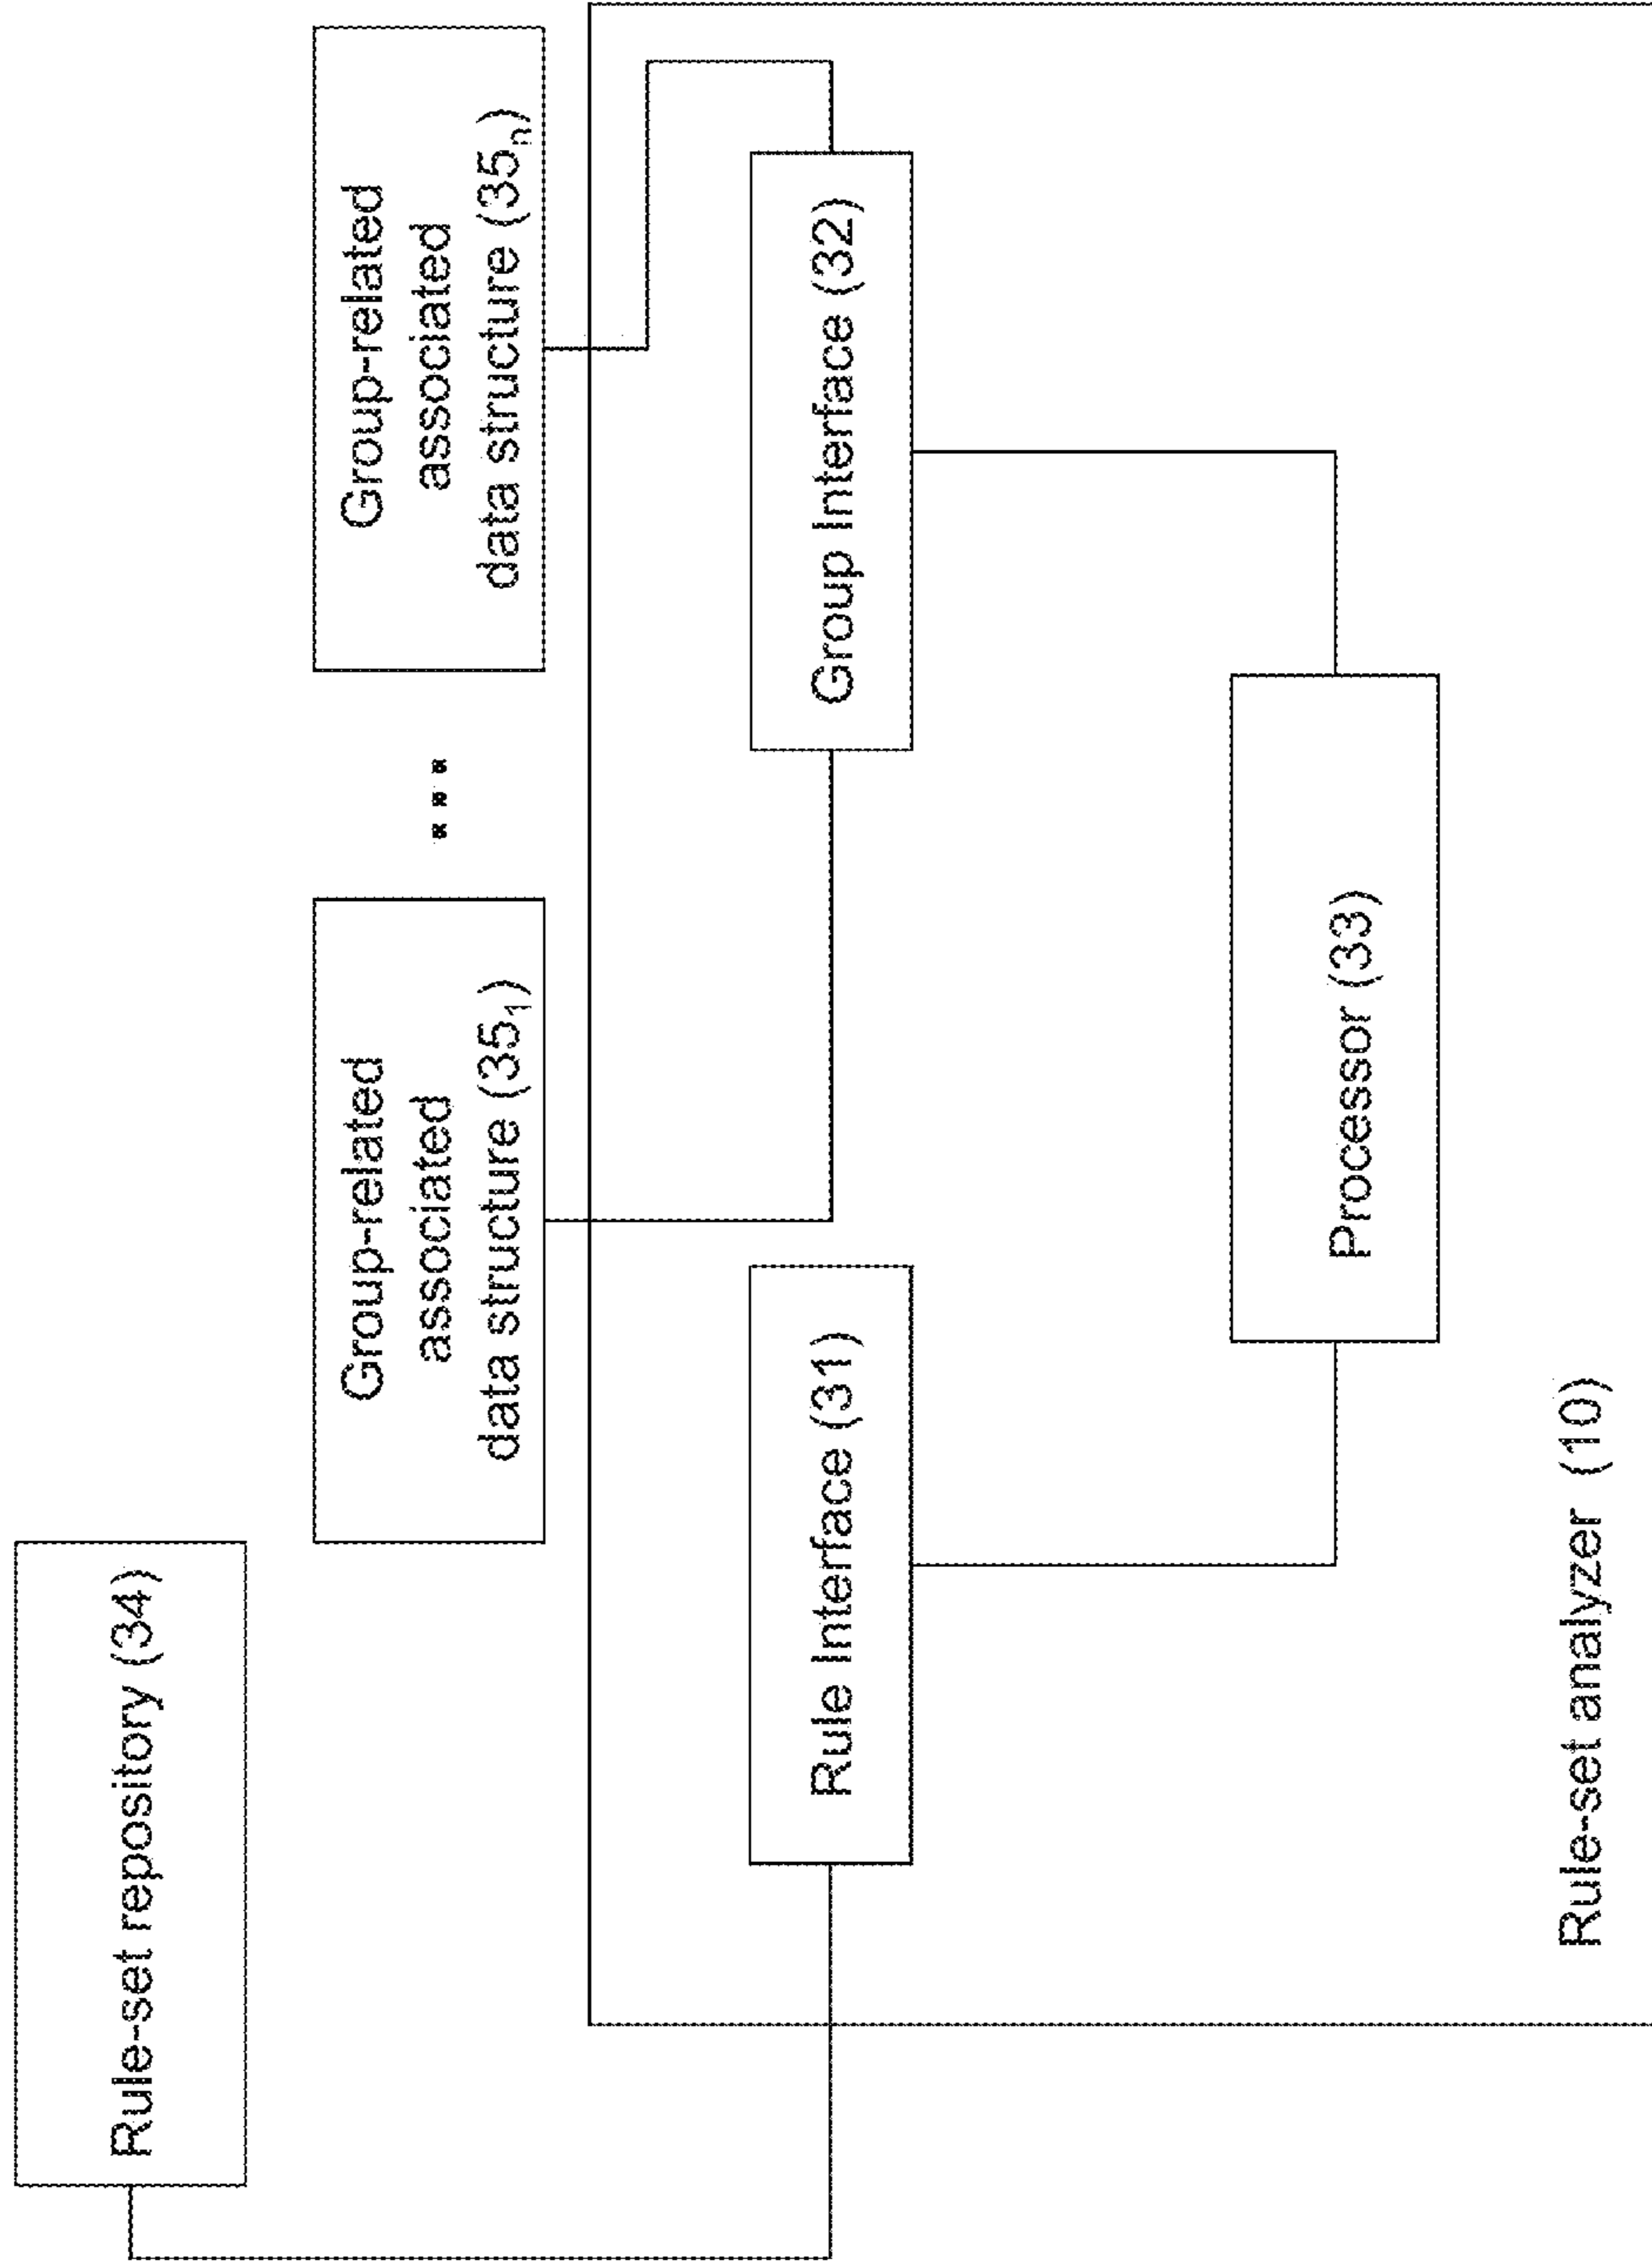 Rule-set repository (34)
Group-related
associated
data structure (35₁)
Group-related
associated
data structure (35ₙ)
Rule Interface (31)
Group Interface (32)
Processor (33)
Rule-set analyzer (10)